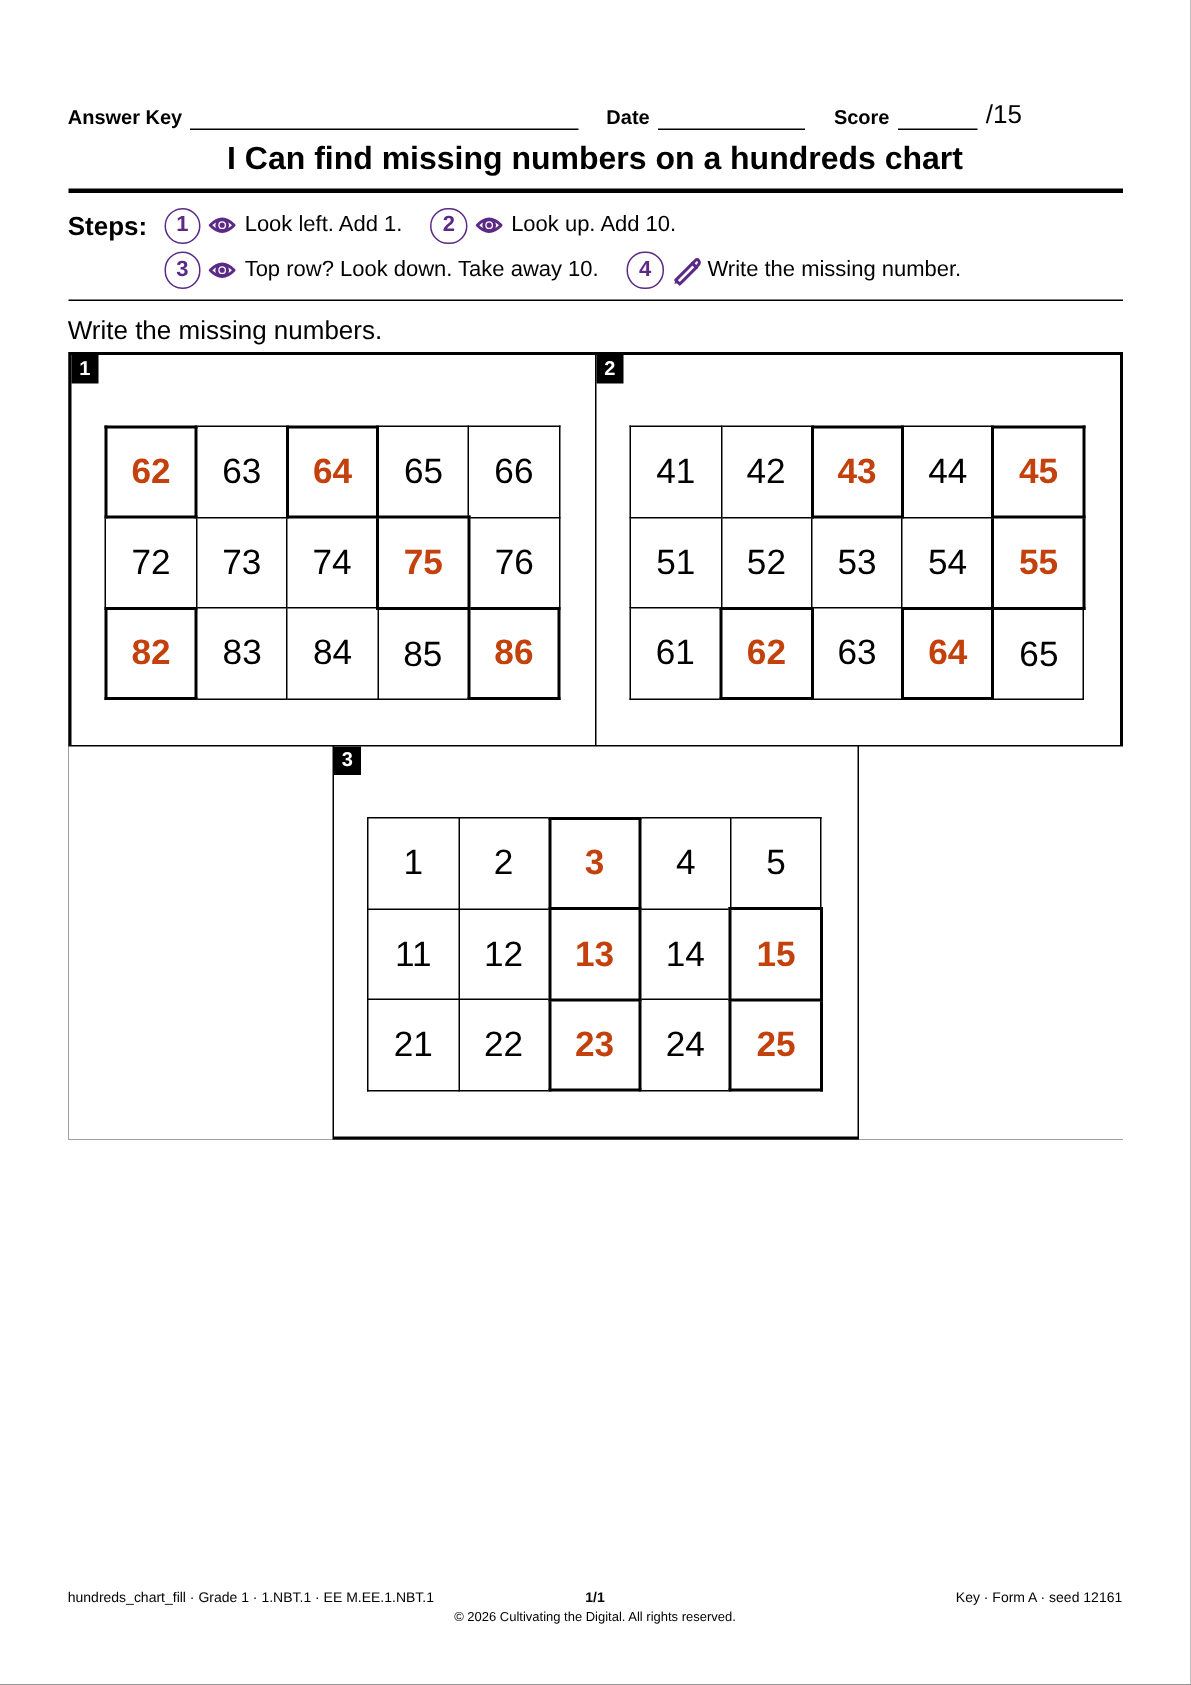 Answer Key Date Score /15
I Can find missing numbers on a hundreds chart
Steps: 1 Look left. Add 1. 2 Look up. Add 10.
3 Top row? Look down. Take away 10. 4 Write the missing number.
Write the missing numbers.
1
62 63 64 65 66
72 73 74 75 76
82 83 84 85 86
2
41 42 43 44 45
51 52 53 54 55
61 62 63 64 65
3
1 2 3 4 5
11 12 13 14 15
21 22 23 24 25
hundreds_chart_fill · Grade 1 · 1.NBT.1 · EE M.EE.1.NBT.1 1/1 Key · Form A · seed 12161
© 2026 Cultivating the Digital. All rights reserved.